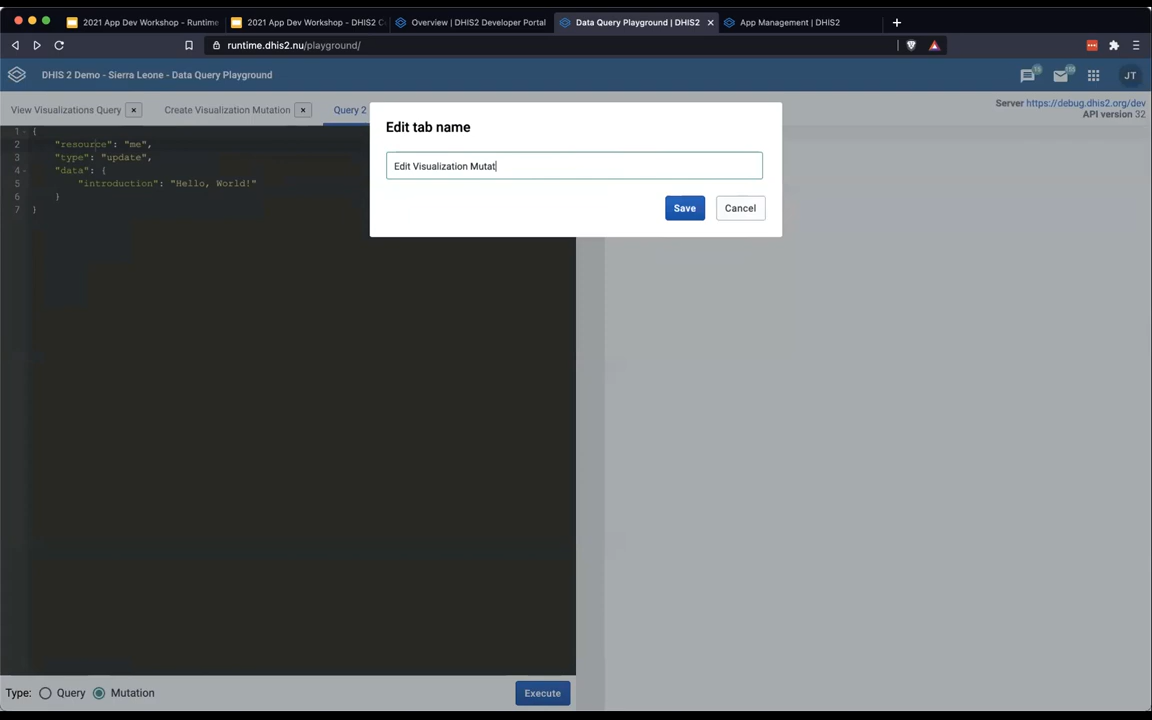 2021 App Dev Workshop - Runtime
2021 App Dev Workshop - DHIS2 C
Overview | DHIS2 Developer Portal
Data Query Playground | DHIS2
App Management | DHIS2
runtime.dhis2.nu/playground/
DHIS 2 Demo - Sierra Leone - Data Query Playground
JT
View Visualizations Query
Create Visualization Mutation
Query 2
Server https://debug.dhis2.org/dev
API version 32
Edit tab name
Edit Visualization Mutat
Save
Cancel
1 {
2 "resource": "me",
3 "type": "update",
4 "data": {
5 "introduction": "Hello, World!"
6 }
7 }
Type: Query Mutation
Execute